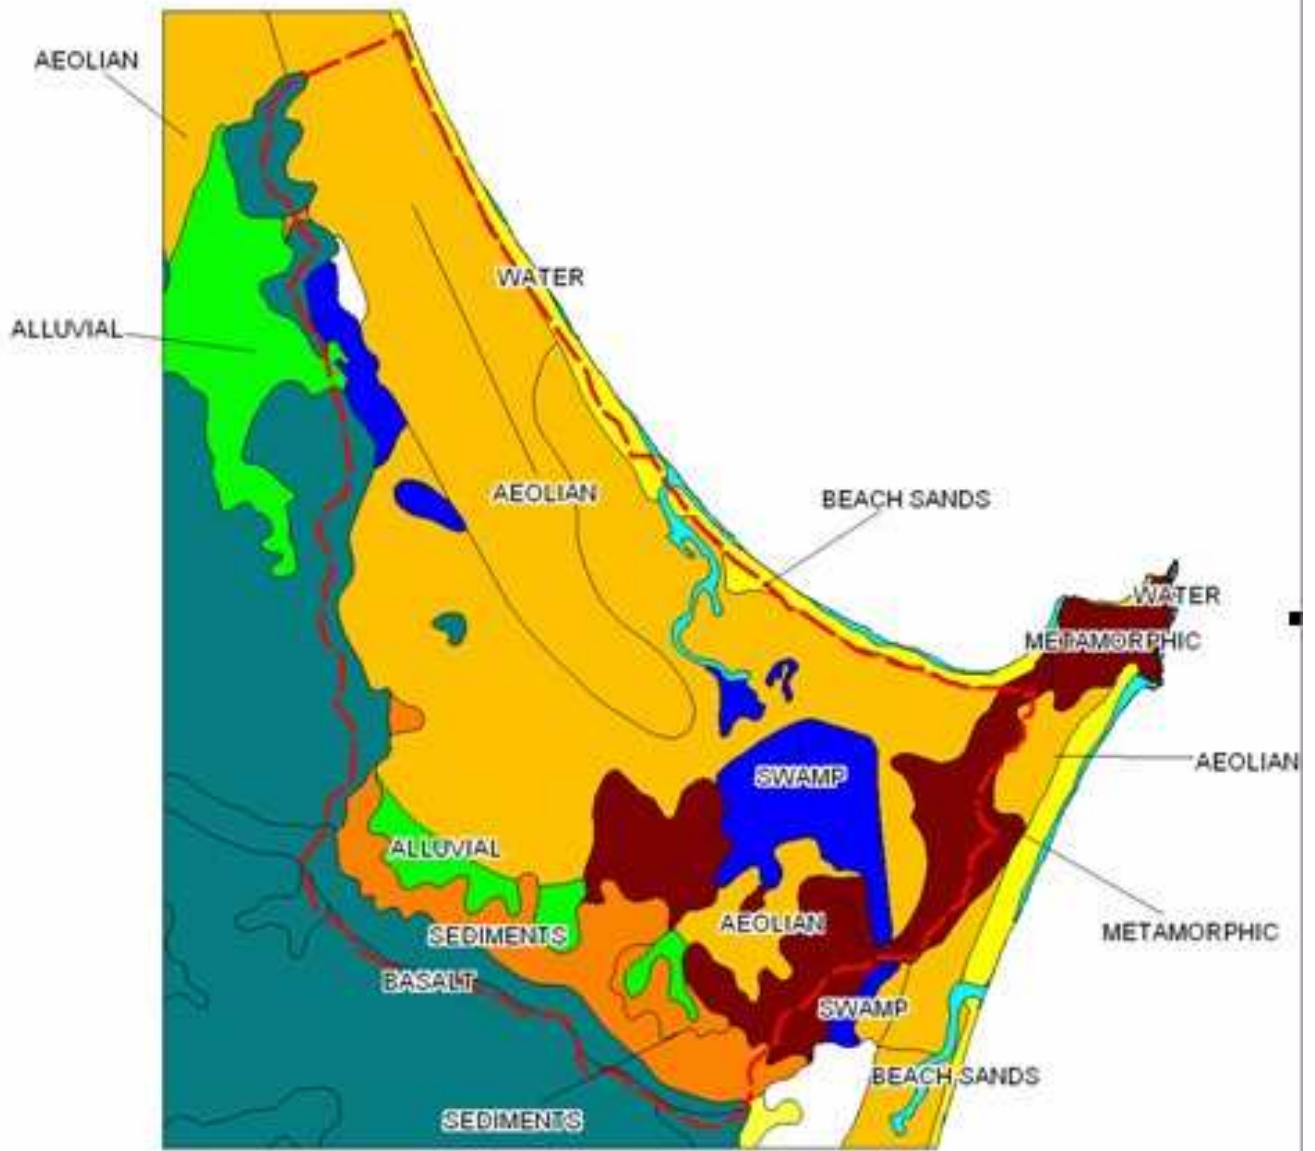 AEOLIAN
WATER
ALLUVIAL
AEOLIAN
BEACH SANDS
WATER
METAMORPHIC
AEOLIAN
SWAMP
ALLUVIAL
AEOLIAN
SEDIMENTS
METAMORPHIC
BASALT
SWAMP
BEACH SANDS
SEDIMENTS